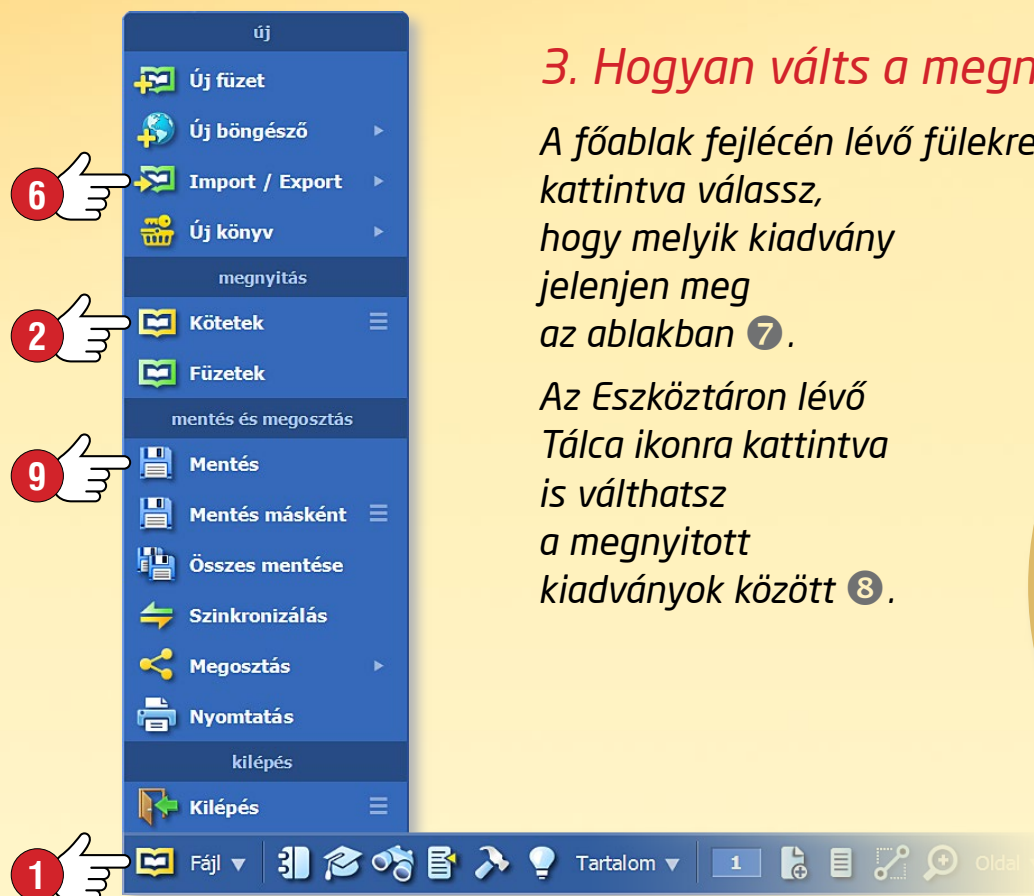 új
Új füzet
Új böngésző
6
Import / Export
Új könyv
megnyitás
2
Kötetek
Füzetek
mentés és megosztás
9
Mentés
Mentés másként
Összes mentése
Szinkronizálás
Megosztás
Nyomtatás
kilépés
Kilépés
1
Fájl
Tartalom
1
Oldal
3. Hogyan válts a
A főablak fejlécén lévő fülekre
kattintva válassz,
hogy melyik kiadvány
jelenjen meg
az ablakban 7.
Az Eszköztáron lévő
Tálca ikonra kattintva
is válthatsz
a megnyitott
kiadványok között 8.